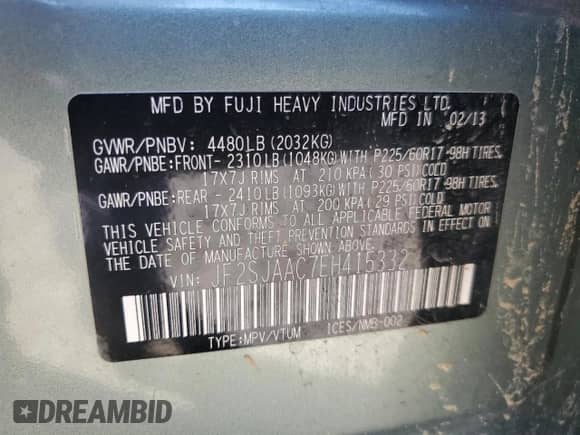 MFD BY FUJI HEAVY INDUSTRIES LTD.
MFD IN 02/13
GVWR/PNBV: 4480LB(2032KG)
GAWR/PNBE:FRONT- 2310LB(1048KG)WITH P225/60R17 98H TIRES,
17X7J RIMS AT 210 KPA( 30 PSI)COLD
GAWR/PNBE:REAR - 2410LB(1093KG)WITH P225/60R17 98H TIRES,
17X7J RIMS AT 200 KPA( 29 PSI)COLD
THIS VEHICLE CONFORMS TO ALL APPLICABLE FEDERAL MOTOR
VEHICLE SAFETY AND THEFT PREVENTION STANDARDS IN EFFECT ON
THE DATE OF MANUFACTURE SHOWN ABOVE.
VIN: JF2SJAAC7EH415332
TYPE:MPV/VTUM ICES/NMB-002
DREAMBID